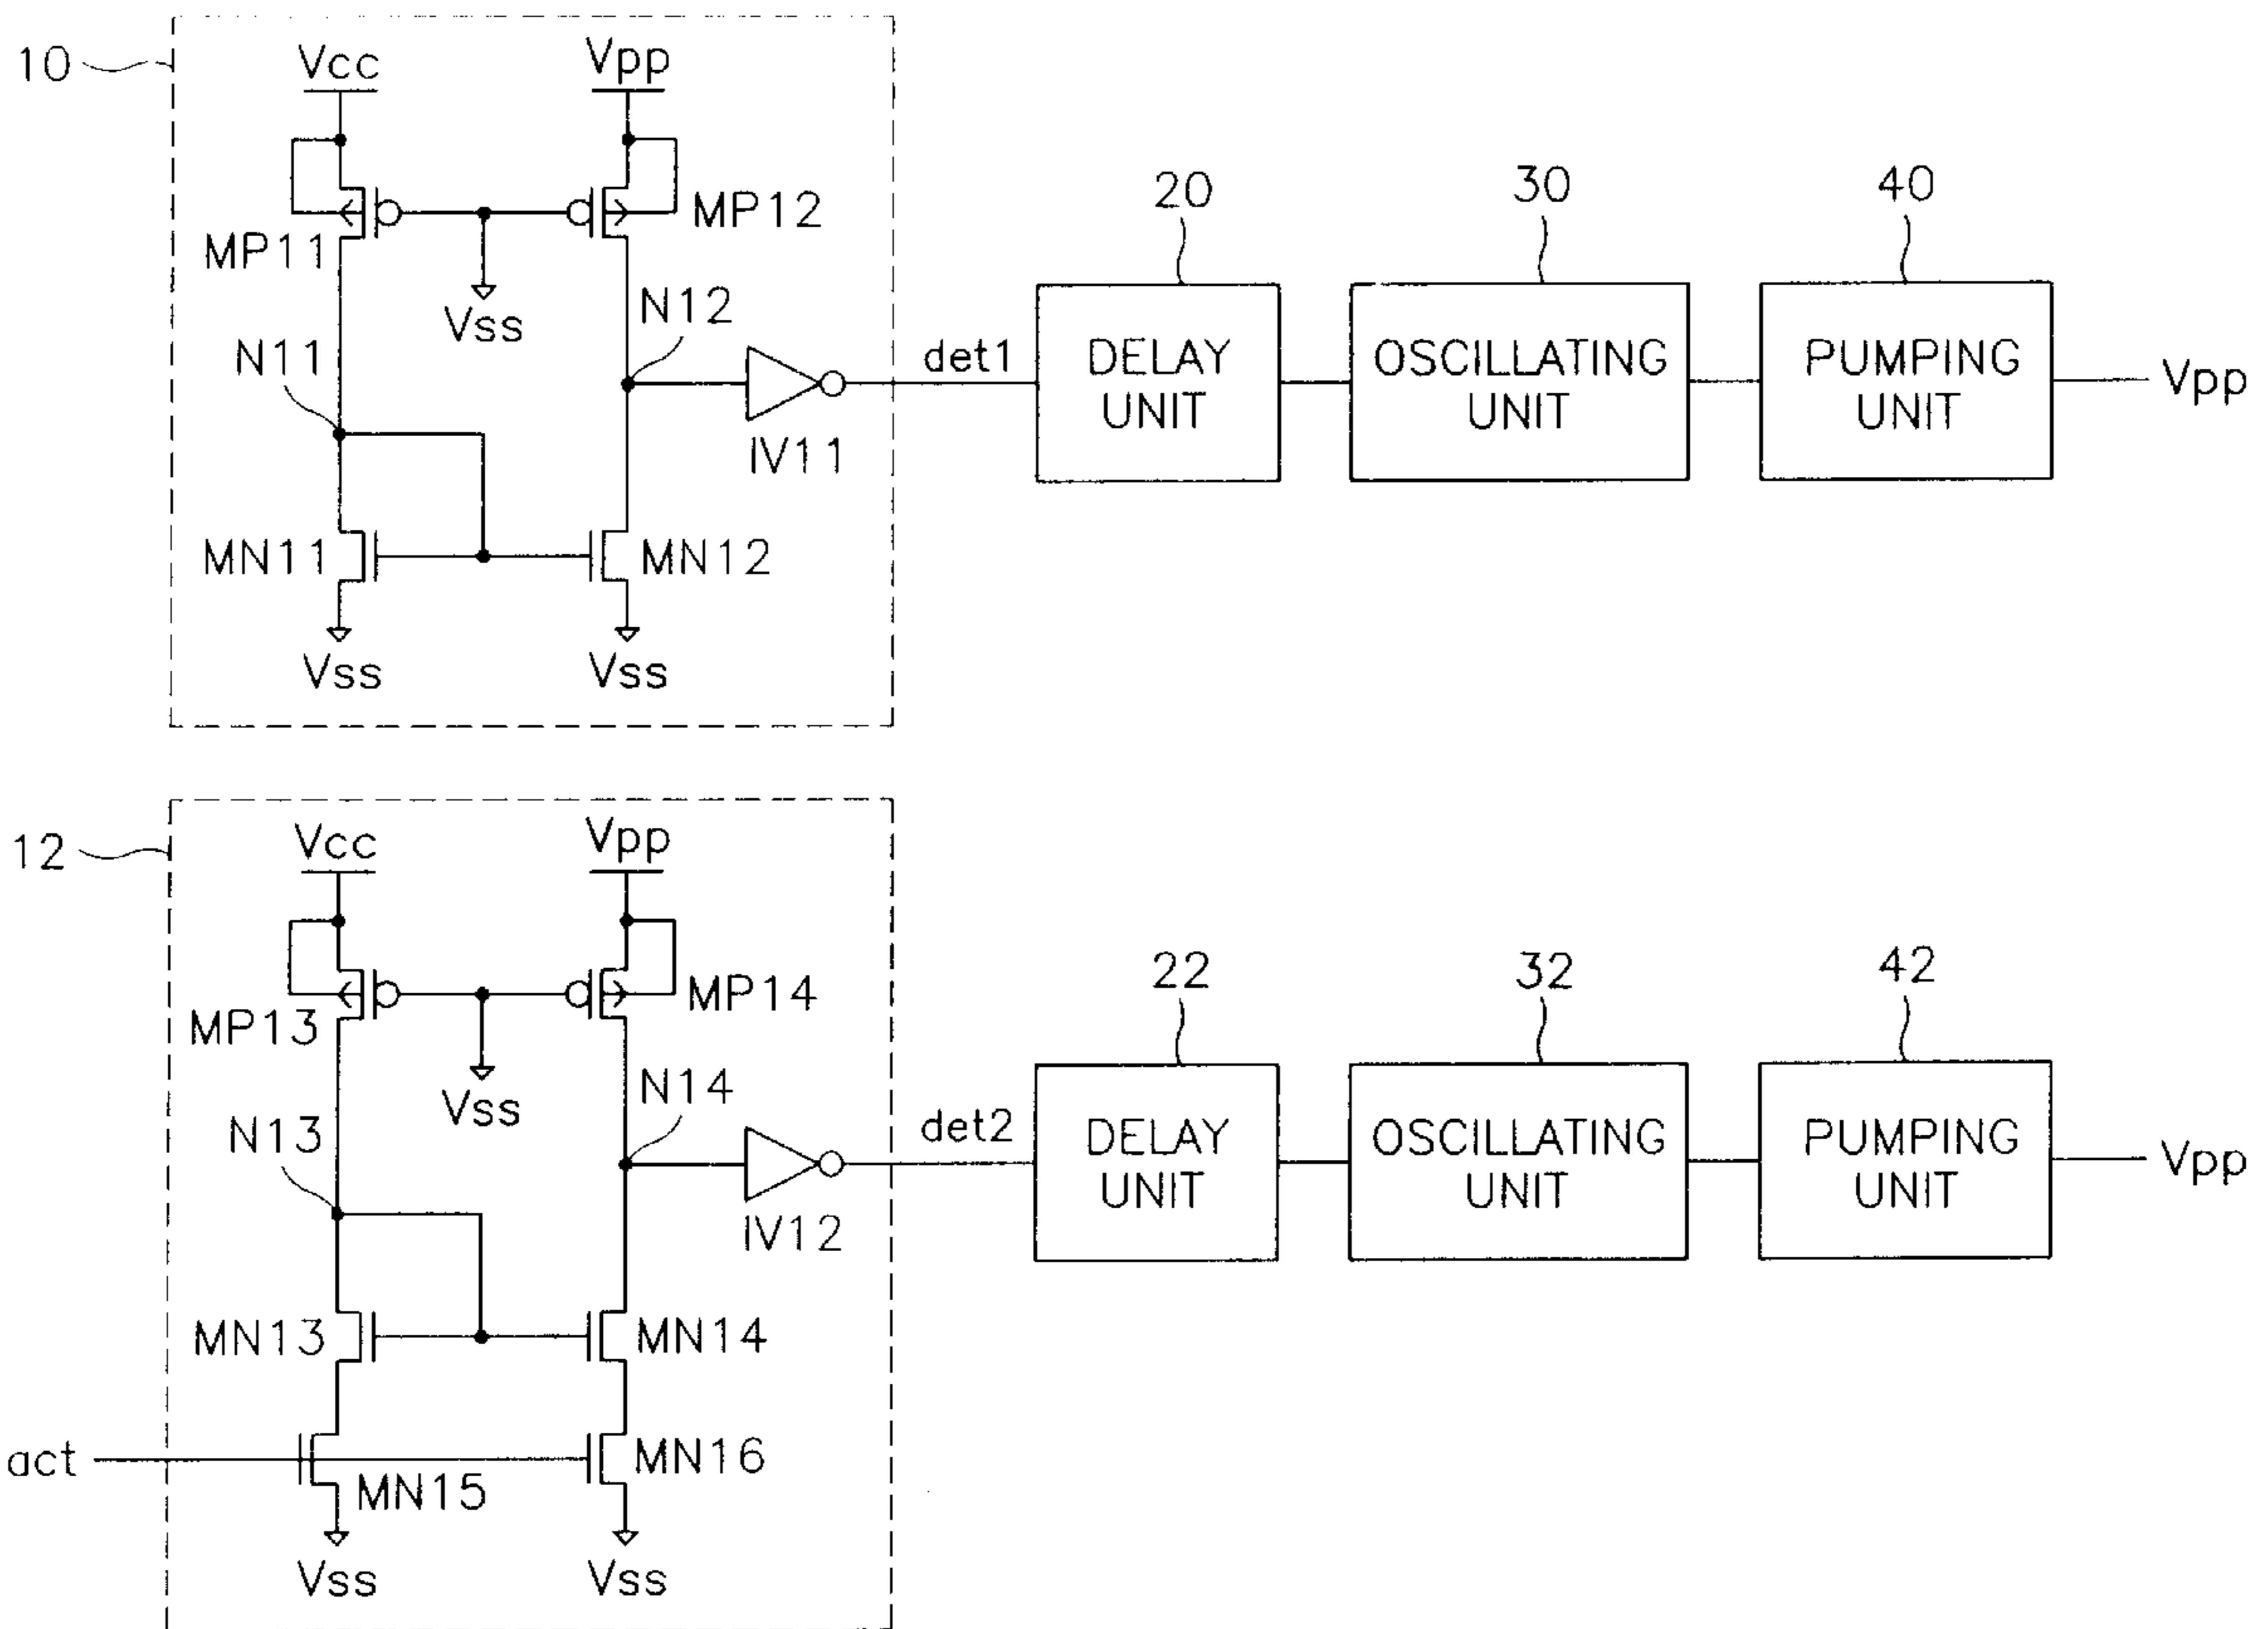 10
Vcc
Vpp
MP11
MP12
Vss
N11
N12
IV11
MN11
MN12
Vss
Vss
det1
20
DELAY
UNIT
30
OSCILLATING
UNIT
40
PUMPING
UNIT
Vpp
12
Vcc
Vpp
MP13
MP14
Vss
N13
N14
IV12
MN13
MN14
act
MN15
MN16
Vss
Vss
det2
22
DELAY
UNIT
32
OSCILLATING
UNIT
42
PUMPING
UNIT
Vpp